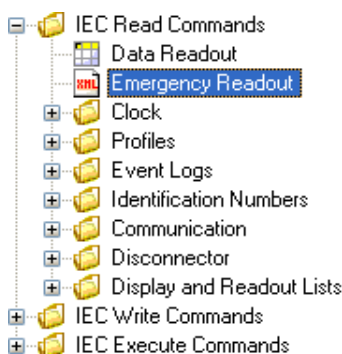 IEC Read Commands
Data Readout
XML Emergency Readout
Clock
Profiles
Event Logs
Identification Numbers
Communication
Disconnector
Display and Readout Lists
IEC Write Commands
IEC Execute Commands